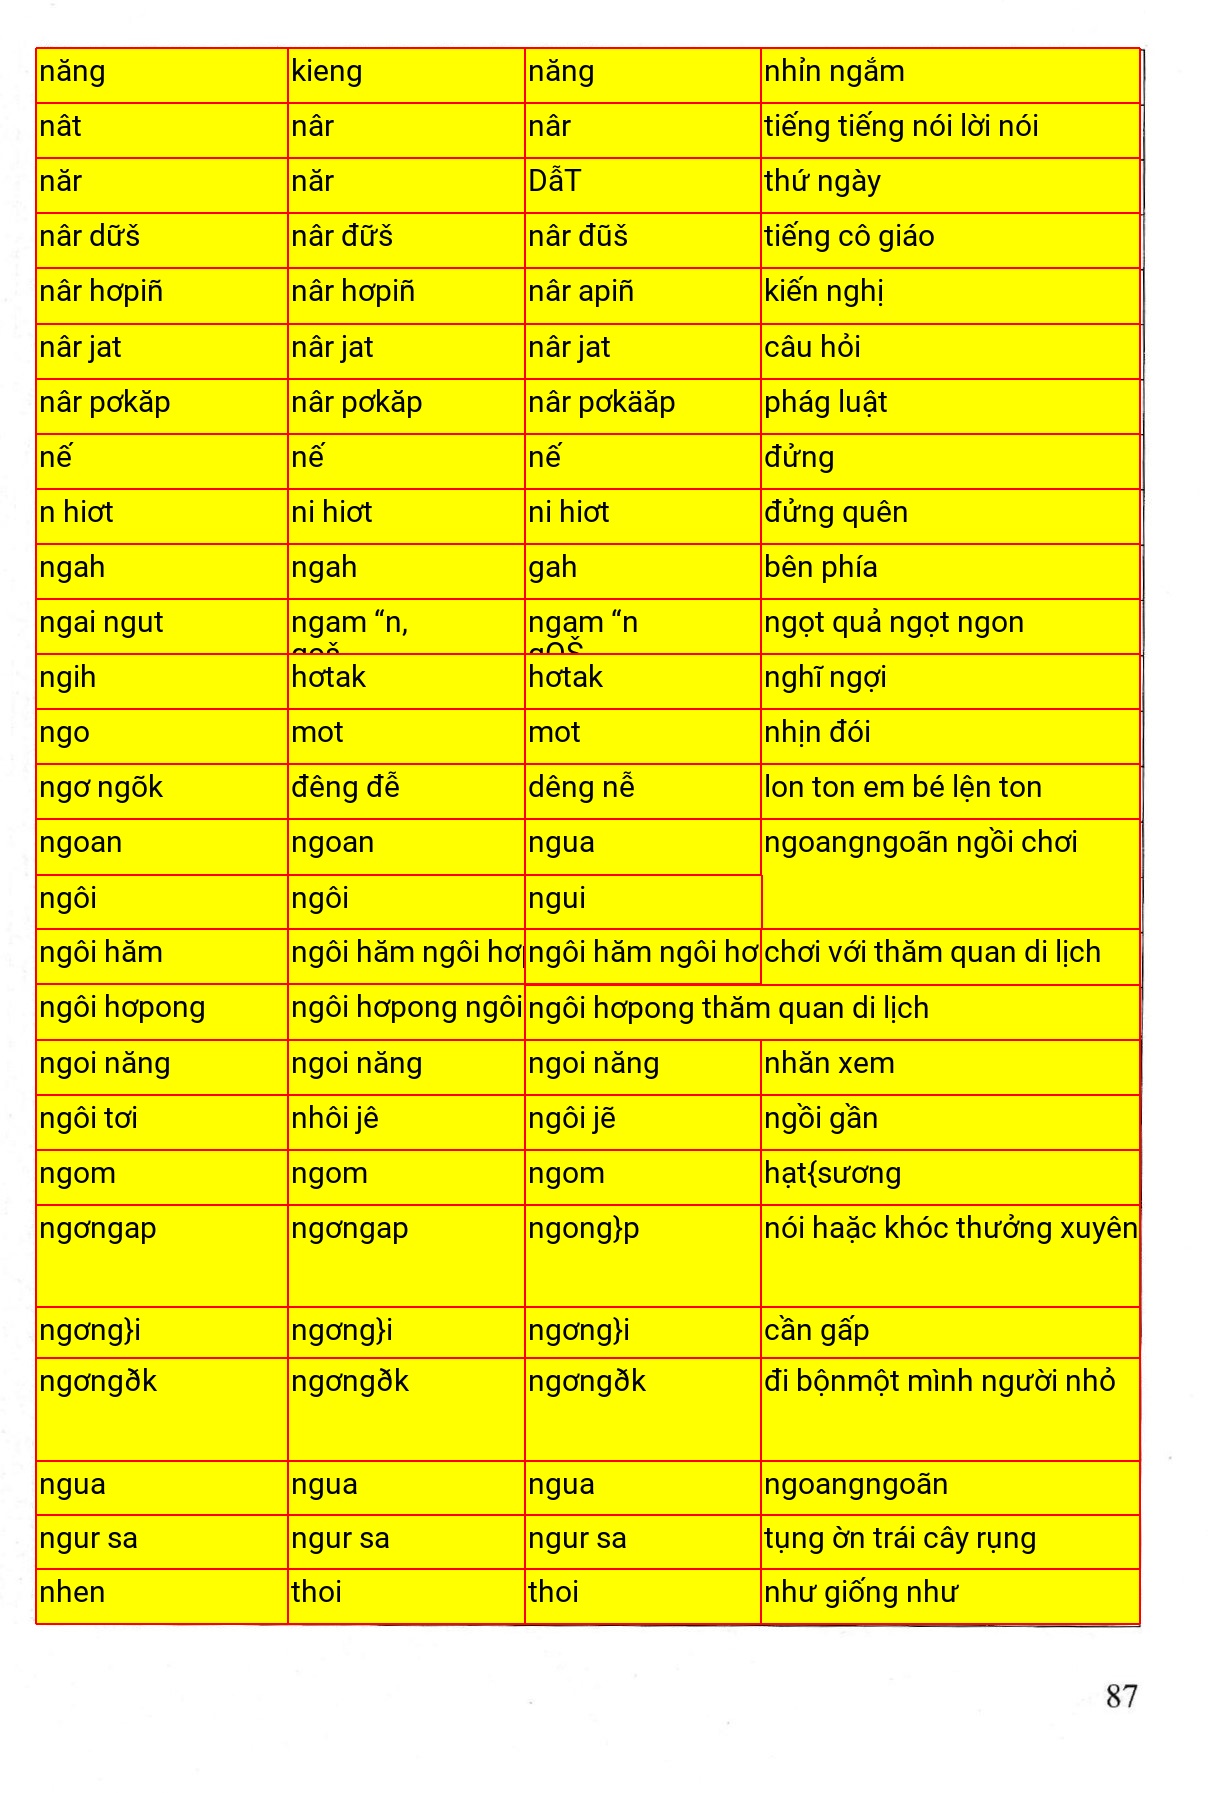 năng kieng năng nhỉn ngắm
nât nâr nâr tiếng tiếng nói lời nói
năr năr DẫT thứ ngày
nâr dữš nâr đữš nâr đũš tiếng cô giáo
nâr hơpiñ nâr hơpiñ nâr apiñ kiến nghị
nâr jat nâr jat nâr jat câu hỏi
nâr pơkăp nâr pơkăp nâr pơkäăp phág luật
nế nế nế đửng
n hiơt ni hiơt ni hiơt đửng quên
ngah ngah gah bên phía
ngai ngut ngam “n, ngam “n ngọt quả ngọt ngon
ngih hơtak hơtak nghĩ ngợi
ngo mot mot nhịn đói
ngơ ngõk đêng đễ dêng nễ lon ton em bé lện ton
ngoan ngoan ngua ngoangngoãn ngồi chơi
ngôi ngôi ngui
ngôi hăm ngôi hăm ngôi ngôi hăm ngôi hơ chơi với thăm quan di lịch
ngôi hơpong ngôi hơpong ngôi ngôi hơpong thăm quan di lịch
ngoi năng ngoi năng ngoi năng nhăn xem
ngôi tơi nhôi jê ngôi jẽ ngồi gần
ngom ngom ngom hạt{sương
ngơngap ngơngap ngong}p nói haặc khóc thưởng xuyên
ngơng}i ngơng}i ngơng}i cần gấp
ngơngðk ngơngðk ngơngðk đi bộnmột mình người nhỏ
ngua ngua ngua ngoangngoãn
ngur sa ngur sa ngur sa tụng ờn trái cây rụng
nhen thoi thoi như giống như
87